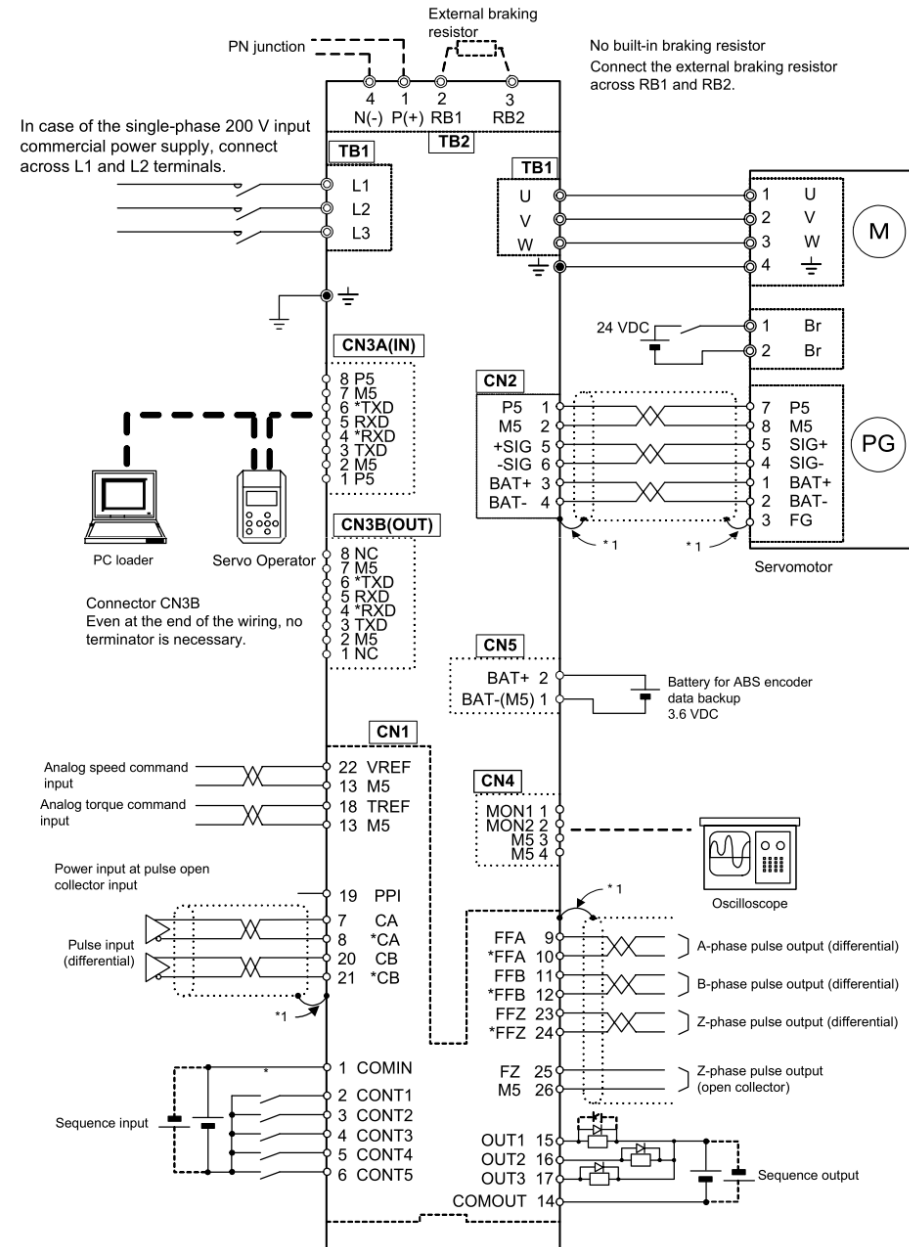 External braking
resistor
PN junction
No built-in braking resistor
Connect the external braking resistor
across RB1 and RB2.
4 1 2 3
N(-) P(+) RB1 RB2
TB2
In case of the single-phase 200 V input
commercial power supply, connect
across L1 and L2 terminals.
TB1
L1
L2
L3
TB1
U
V
W
1 U
2 V
3 W
4
M
24 VDC
1 Br
2 Br
CN3A(IN)
8 P5
7 M5
6 *TXD
5 RXD
4 *RXD
3 TXD
2 M5
1 P5
CN2
P5 1
M5 2
+SIG 5
-SIG 6
BAT+ 3
BAT- 4
7 P5
8 M5
5 SIG+
4 SIG-
1 BAT+
2 BAT-
3 FG
PG
* 1
* 1
Servomotor
PC loader
Servo Operator
CN3B(OUT)
8 NC
7 M5
6 *TXD
5 RXD
4 *RXD
3 TXD
2 M5
1 NC
Connector CN3B
Even at the end of the wiring, no
terminator is necessary.
CN5
BAT+ 2
BAT-(M5) 1
Battery for ABS encoder
data backup
3.6 VDC
CN1
Analog speed command
input
22 VREF
13 M5
Analog torque command
input
18 TREF
13 M5
CN4
MON1 1
MON2 2
M5 3
M5 4
Oscilloscope
Power input at pulse open
collector input
19 PPI
Pulse input
(differential)
7 CA
8 *CA
20 CB
21 *CB
*1
* 1
FFA 9
*FFA 10
A-phase pulse output (differential)
FFB 11
*FFB 12
B-phase pulse output (differential)
FFZ 23
*FFZ 24
Z-phase pulse output (differential)
FZ 25
M5 26
Z-phase pulse output
(open collector)
*
1 COMIN
2 CONT1
3 CONT2
4 CONT3
5 CONT4
6 CONT5
Sequence input
OUT1 15
OUT2 16
OUT3 17
COMOUT 14
Sequence output